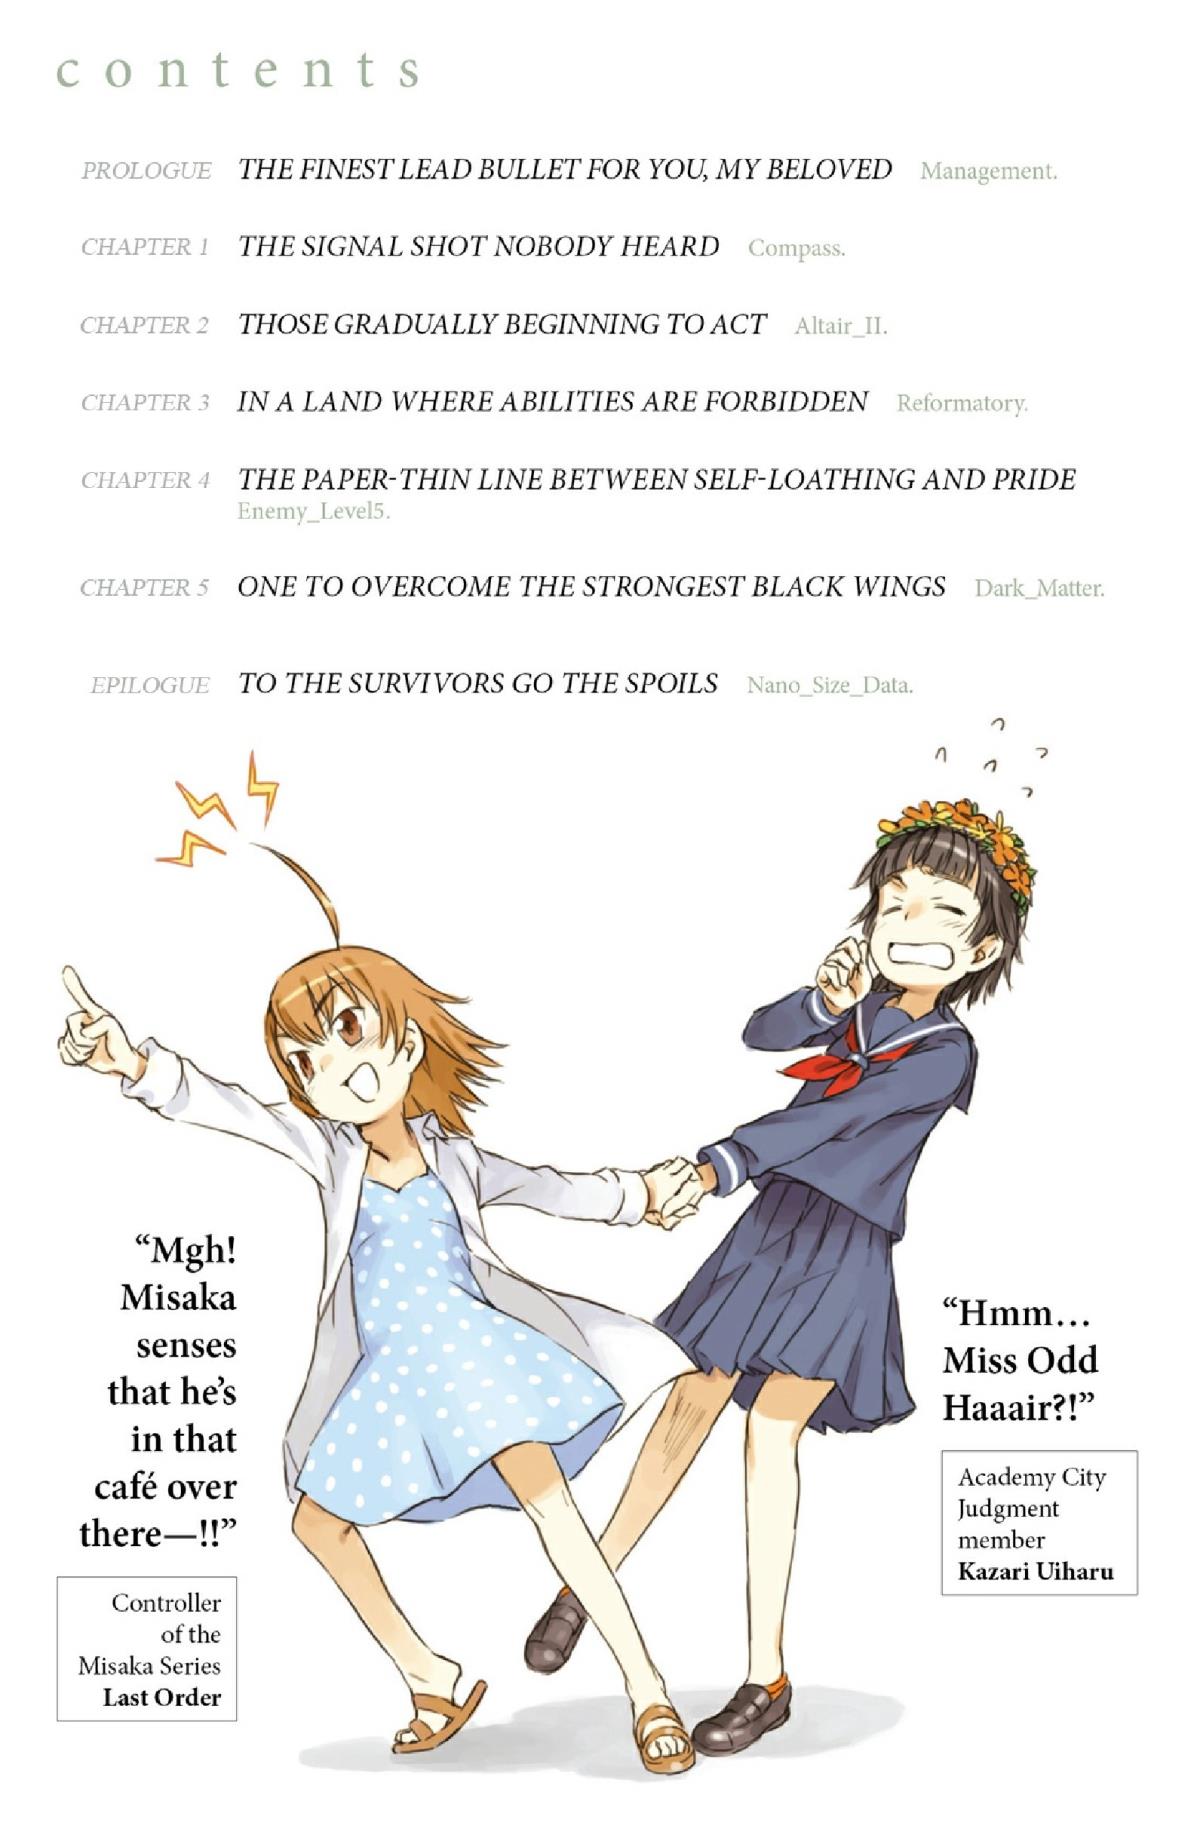 contents
PROLOGUE THE FINEST LEAD BULLET FOR YOU, MY BELOVED Management.
CHAPTER 1 THE SIGNAL SHOT NOBODY HEARD Compass.
CHAPTER 2 THOSE GRADUALLY BEGINNING TO ACT Altair_II.
CHAPTER 3 IN A LAND WHERE ABILITIES ARE FORBIDDEN Reformatory.
CHAPTER 4 THE PAPER-THIN LINE BETWEEN SELF-LOATHING AND PRIDE
Enemy_Level5.
CHAPTER 5 ONE TO OVERCOME THE STRONGEST BLACK WINGS Dark_Matter.
EPILOGUE TO THE SURVIVORS GO THE SPOILS Nano_Size_Data.
“Mgh!
Misaka
senses
that he’s
in that
café over
there—!!”
Controller
of the
Misaka Series
Last Order
“Hmm…
Miss Odd
Haaair?!”
Academy City
Judgment
member
Kazari Uiharu